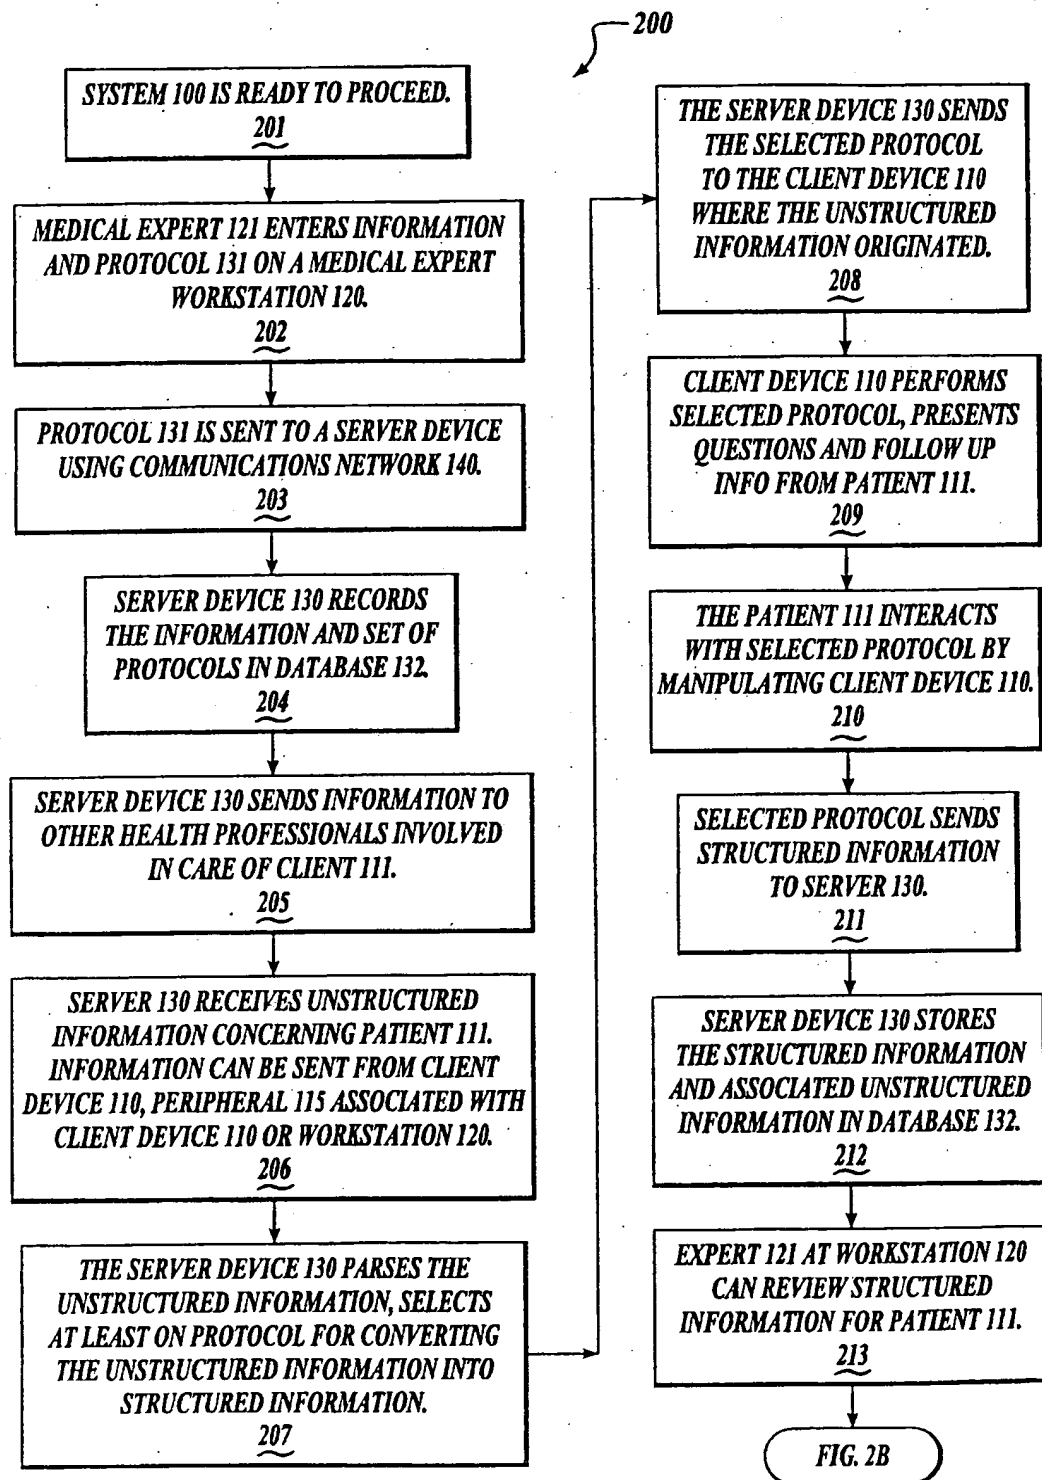 200
SYSTEM 100 IS READY TO PROCEED.
201
MEDICAL EXPERT 121 ENTERS INFORMATION
AND PROTOCOL 131 ON A MEDICAL EXPERT
WORKSTATION 120.
202
PROTOCOL 131 IS SENT TO A SERVER DEVICE
USING COMMUNICATIONS NETWORK 140.
203
SERVER DEVICE 130 RECORDS
THE INFORMATION AND SET OF
PROTOCOLS IN DATABASE 132.
204
SERVER DEVICE 130 SENDS INFORMATION TO
OTHER HEALTH PROFESSIONALS INVOLVED
IN CARE OF CLIENT 111.
205
SERVER 130 RECEIVES UNSTRUCTURED
INFORMATION CONCERNING PATIENT 111.
INFORMATION CAN BE SENT FROM CLIENT
DEVICE 110, PERIPHERAL 115 ASSOCIATED WITH
CLIENT DEVICE 110 OR WORKSTATION 120.
206
THE SERVER DEVICE 130 PARSES THE
UNSTRUCTURED INFORMATION, SELECTS
AT LEAST ON PROTOCOL FOR CONVERTING
THE UNSTRUCTURED INFORMATION INTO
STRUCTURED INFORMATION.
207
THE SERVER DEVICE 130 SENDS
THE SELECTED PROTOCOL
TO THE CLIENT DEVICE 110
WHERE THE UNSTRUCTURED
INFORMATION ORIGINATED.
208
CLIENT DEVICE 110 PERFORMS
SELECTED PROTOCOL, PRESENTS
QUESTIONS AND FOLLOW UP
INFO FROM PATIENT 111.
209
THE PATIENT 111 INTERACTS
WITH SELECTED PROTOCOL BY
MANIPULATING CLIENT DEVICE 110.
210
SELECTED PROTOCOL SENDS
STRUCTURED INFORMATION
TO SERVER 130.
211
SERVER DEVICE 130 STORES
THE STRUCTURED INFORMATION
AND ASSOCIATED UNSTRUCTURED
INFORMATION IN DATABASE 132.
212
EXPERT 121 AT WORKSTATION 120
CAN REVIEW STRUCTURED
INFORMATION FOR PATIENT 111.
213
FIG. 2B